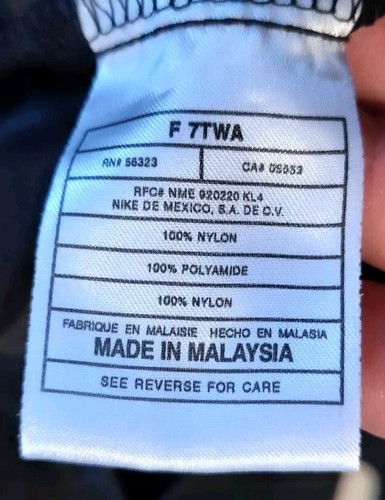 F 7TWA
RN# 56323 CA# 05553
RFC# NME 920220 KL4
NIKE DE MEXICO, S.A. DE C.V.
100% NYLON
100% POLYAMIDE
100% NYLON
FABRIQUE EN MALAISIE HECHO EN MALASIA
MADE IN MALAYSIA
SEE REVERSE FOR CARE